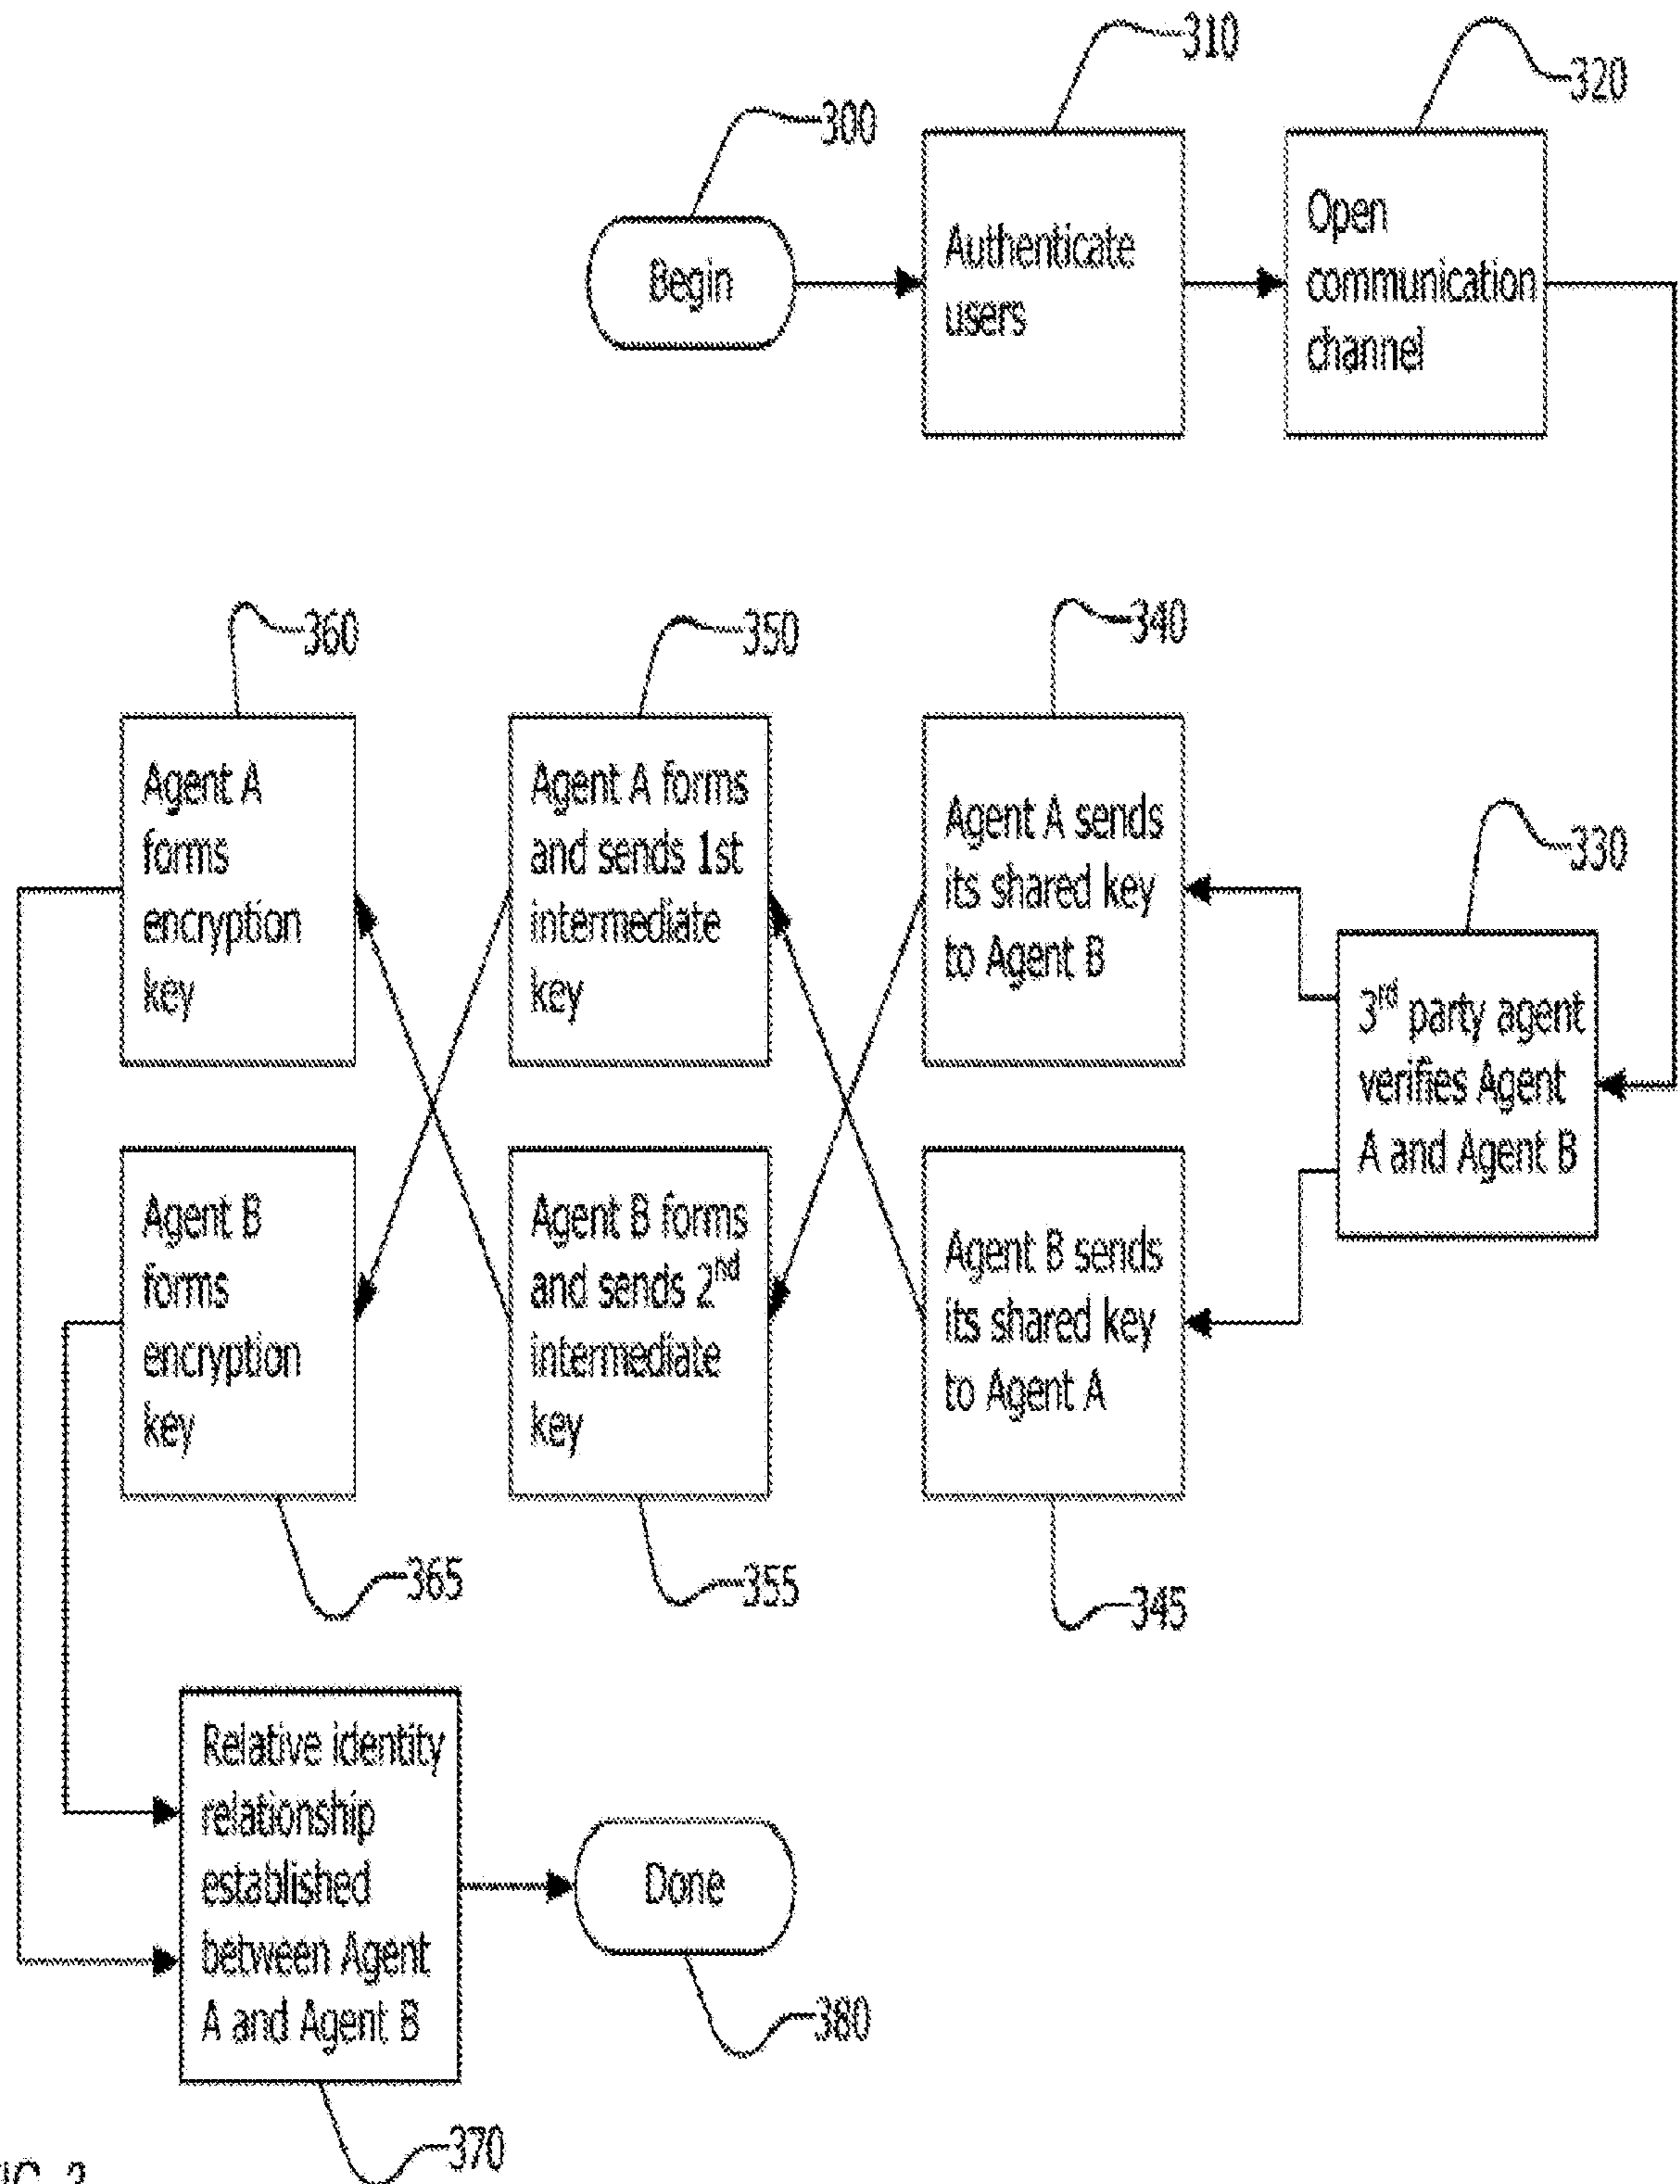 310
320
300
Begin
Authenticate
users
Open
communication
channel
360
350
340
330
Agent A
forms
encryption
key
Agent A forms
and sends 1st
intermediate
key
Agent A sends
its shared key
to Agent B
3rd party agent
verifies Agent
A and Agent B
Agent B
forms
encryption
key
Agent B forms
and sends 2nd
intermediate
key
Agent B sends
its shared key
to Agent A
365
355
345
Relative identity
relationship
established
between Agent
A and Agent B
Done
380
370